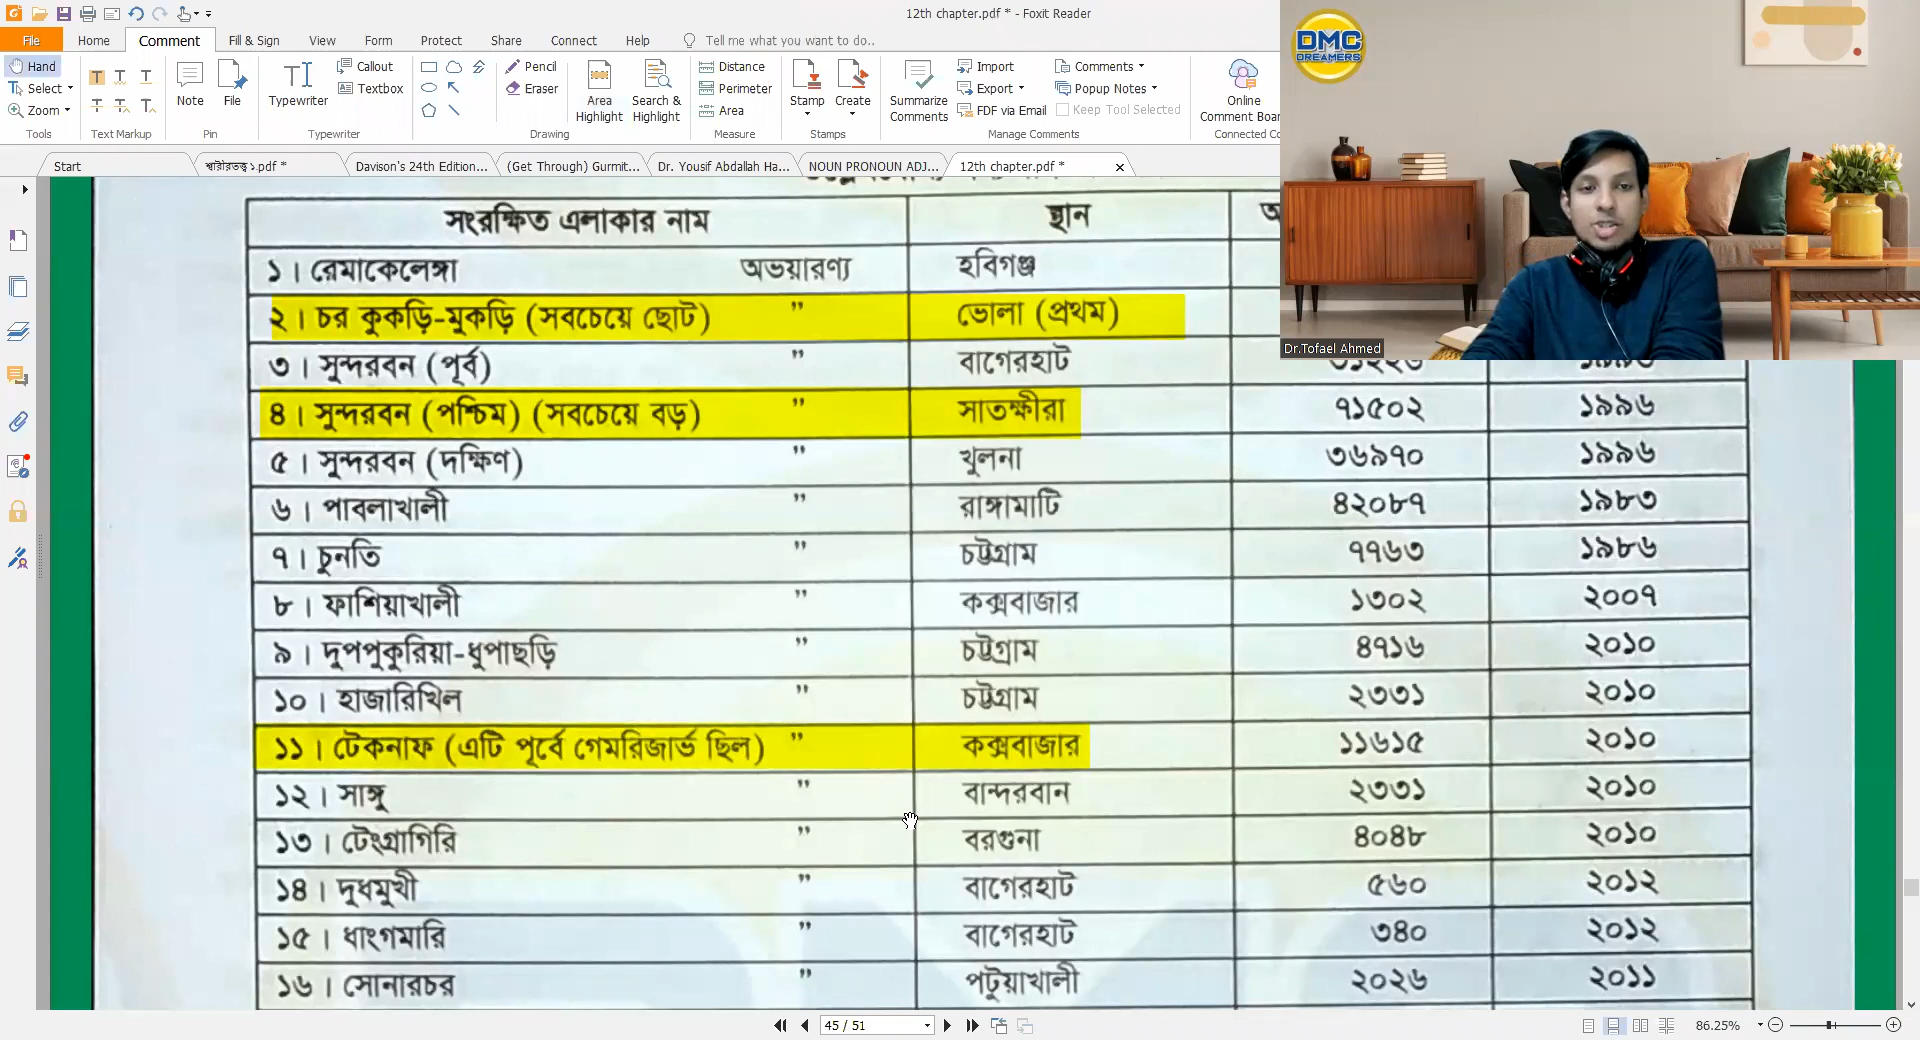 12th chapter.pdf * - Foxit Reader
File Home Comment Fill & Sign View Form Protect Share Connect Help Tell me what you want to do..
Hand
Select
Zoom
Tools
Text Markup
Note
File
Pin
Typewriter
Callout
Textbox
Typewriter
Pencil
Eraser
Area Highlight
Search & Highlight
Drawing
Distance
Perimeter
Area
Measure
Stamp
Create
Stamps
Summarize Comments
Import
Export
FDF via Email
Comments
Popup Notes
Keep Tool Selected
Manage Comments
Online Comment Boar
Connected Co
DMC
DREAMERS
Dr.Tofael Ahmed
Start
শ্বারীরতত্ত্ব ১.pdf *
Davison's 24th Edition...
(Get Through) Gurmit...
Dr. Yousif Abdallah Ha...
NOUN PRONOUN ADJ...
12th chapter.pdf *
সংরক্ষিত এলাকার নাম স্থান
১। রেমাকেলেঙ্গা অভয়ারণ্য হবিগঞ্জ
২। চর কুকড়ি-মুকড়ি (সবচেয়ে ছোট) " ভোলা (প্রথম)
৩। সুন্দরবন (পূর্ব) " বাগেরহাট
৪। সুন্দরবন (পশ্চিম) (সবচেয়ে বড়) " সাতক্ষীরা ৭১৫০২ ১৯৯৬
৫। সুন্দরবন (দক্ষিণ) " খুলনা ৩৬৯৭০ ১৯৯৬
৬। পাবলাখালী " রাঙ্গামাটি ৪২০৮৭ ১৯৮৩
৭। চুনতি " চট্টগ্রাম ৭৭৬৩ ১৯৮৬
৮। ফাশিয়াখালী " কক্সবাজার ১৩০২ ২০০৭
৯। দুপপুকুরিয়া-ধুপাছড়ি " চট্টগ্রাম ৪৭১৬ ২০১০
১০। হাজারিখিল " চট্টগ্রাম ২৩৩১ ২০১০
১১। টেকনাফ (এটি পূর্বে গেমরিজার্ভ ছিল) " কক্সবাজার ১১৬১৫ ২০১০
১২। সাঙ্গু " বান্দরবান ২৩৩১ ২০১০
১৩। টেংগ্রাগিরি " বরগুনা ৪০৪৮ ২০১০
১৪। দুধমুখী " বাগেরহাট ৫৬০ ২০১২
১৫। ধাংগমারি " বাগেরহাট ৩৪০ ২০১২
১৬। সোনারচর " পটুয়াখালী ২০২৬ ২০১১
45 / 51
86.25%